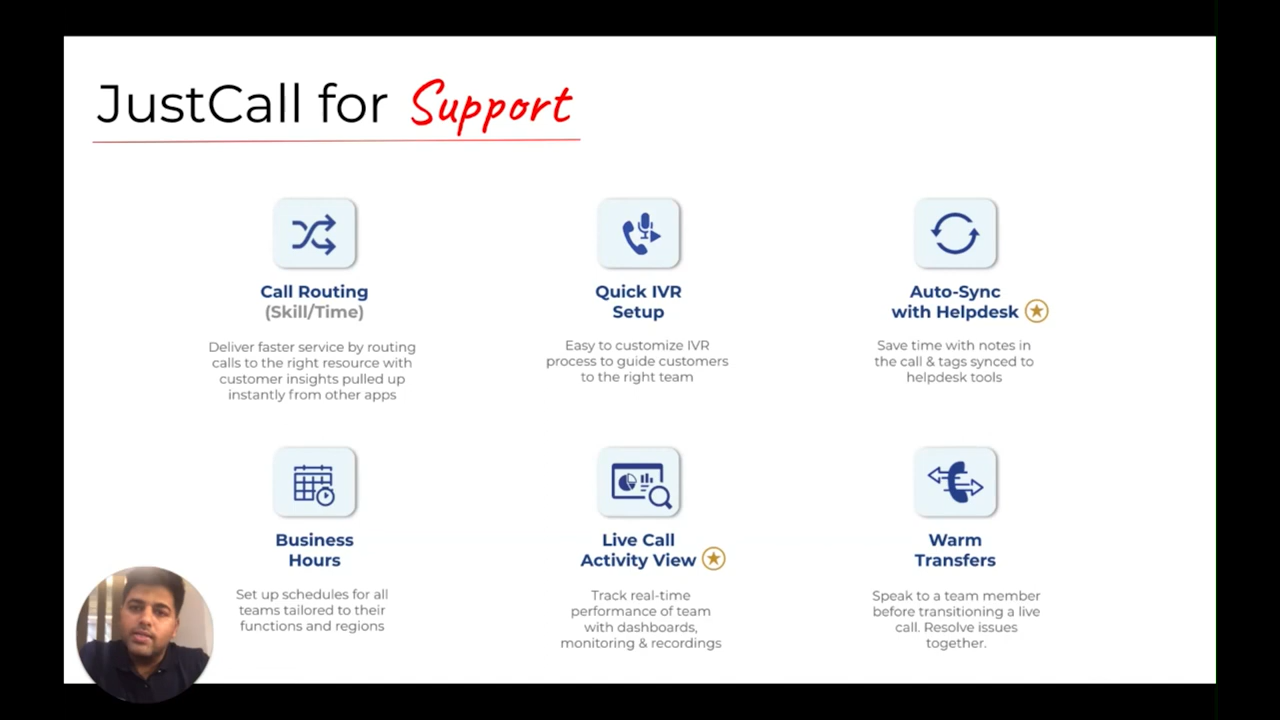 JustCall for Support
Call Routing
(Skill/Time)
Deliver faster service by routing
calls to the right resource with
customer insights pulled up
instantly from other apps
Quick IVR
Setup
Easy to customize IVR
process to guide customers
to the right team
Auto-Sync
with Helpdesk
Save time with notes in
the call & tags synced to
helpdesk tools
Business
Hours
Set up schedules for all
teams tailored to their
functions and regions
Live Call
Activity View
Track real-time
performance of team
with dashboards,
monitoring & recordings
Warm
Transfers
Speak to a team member
before transitioning a live
call. Resolve issues
together.